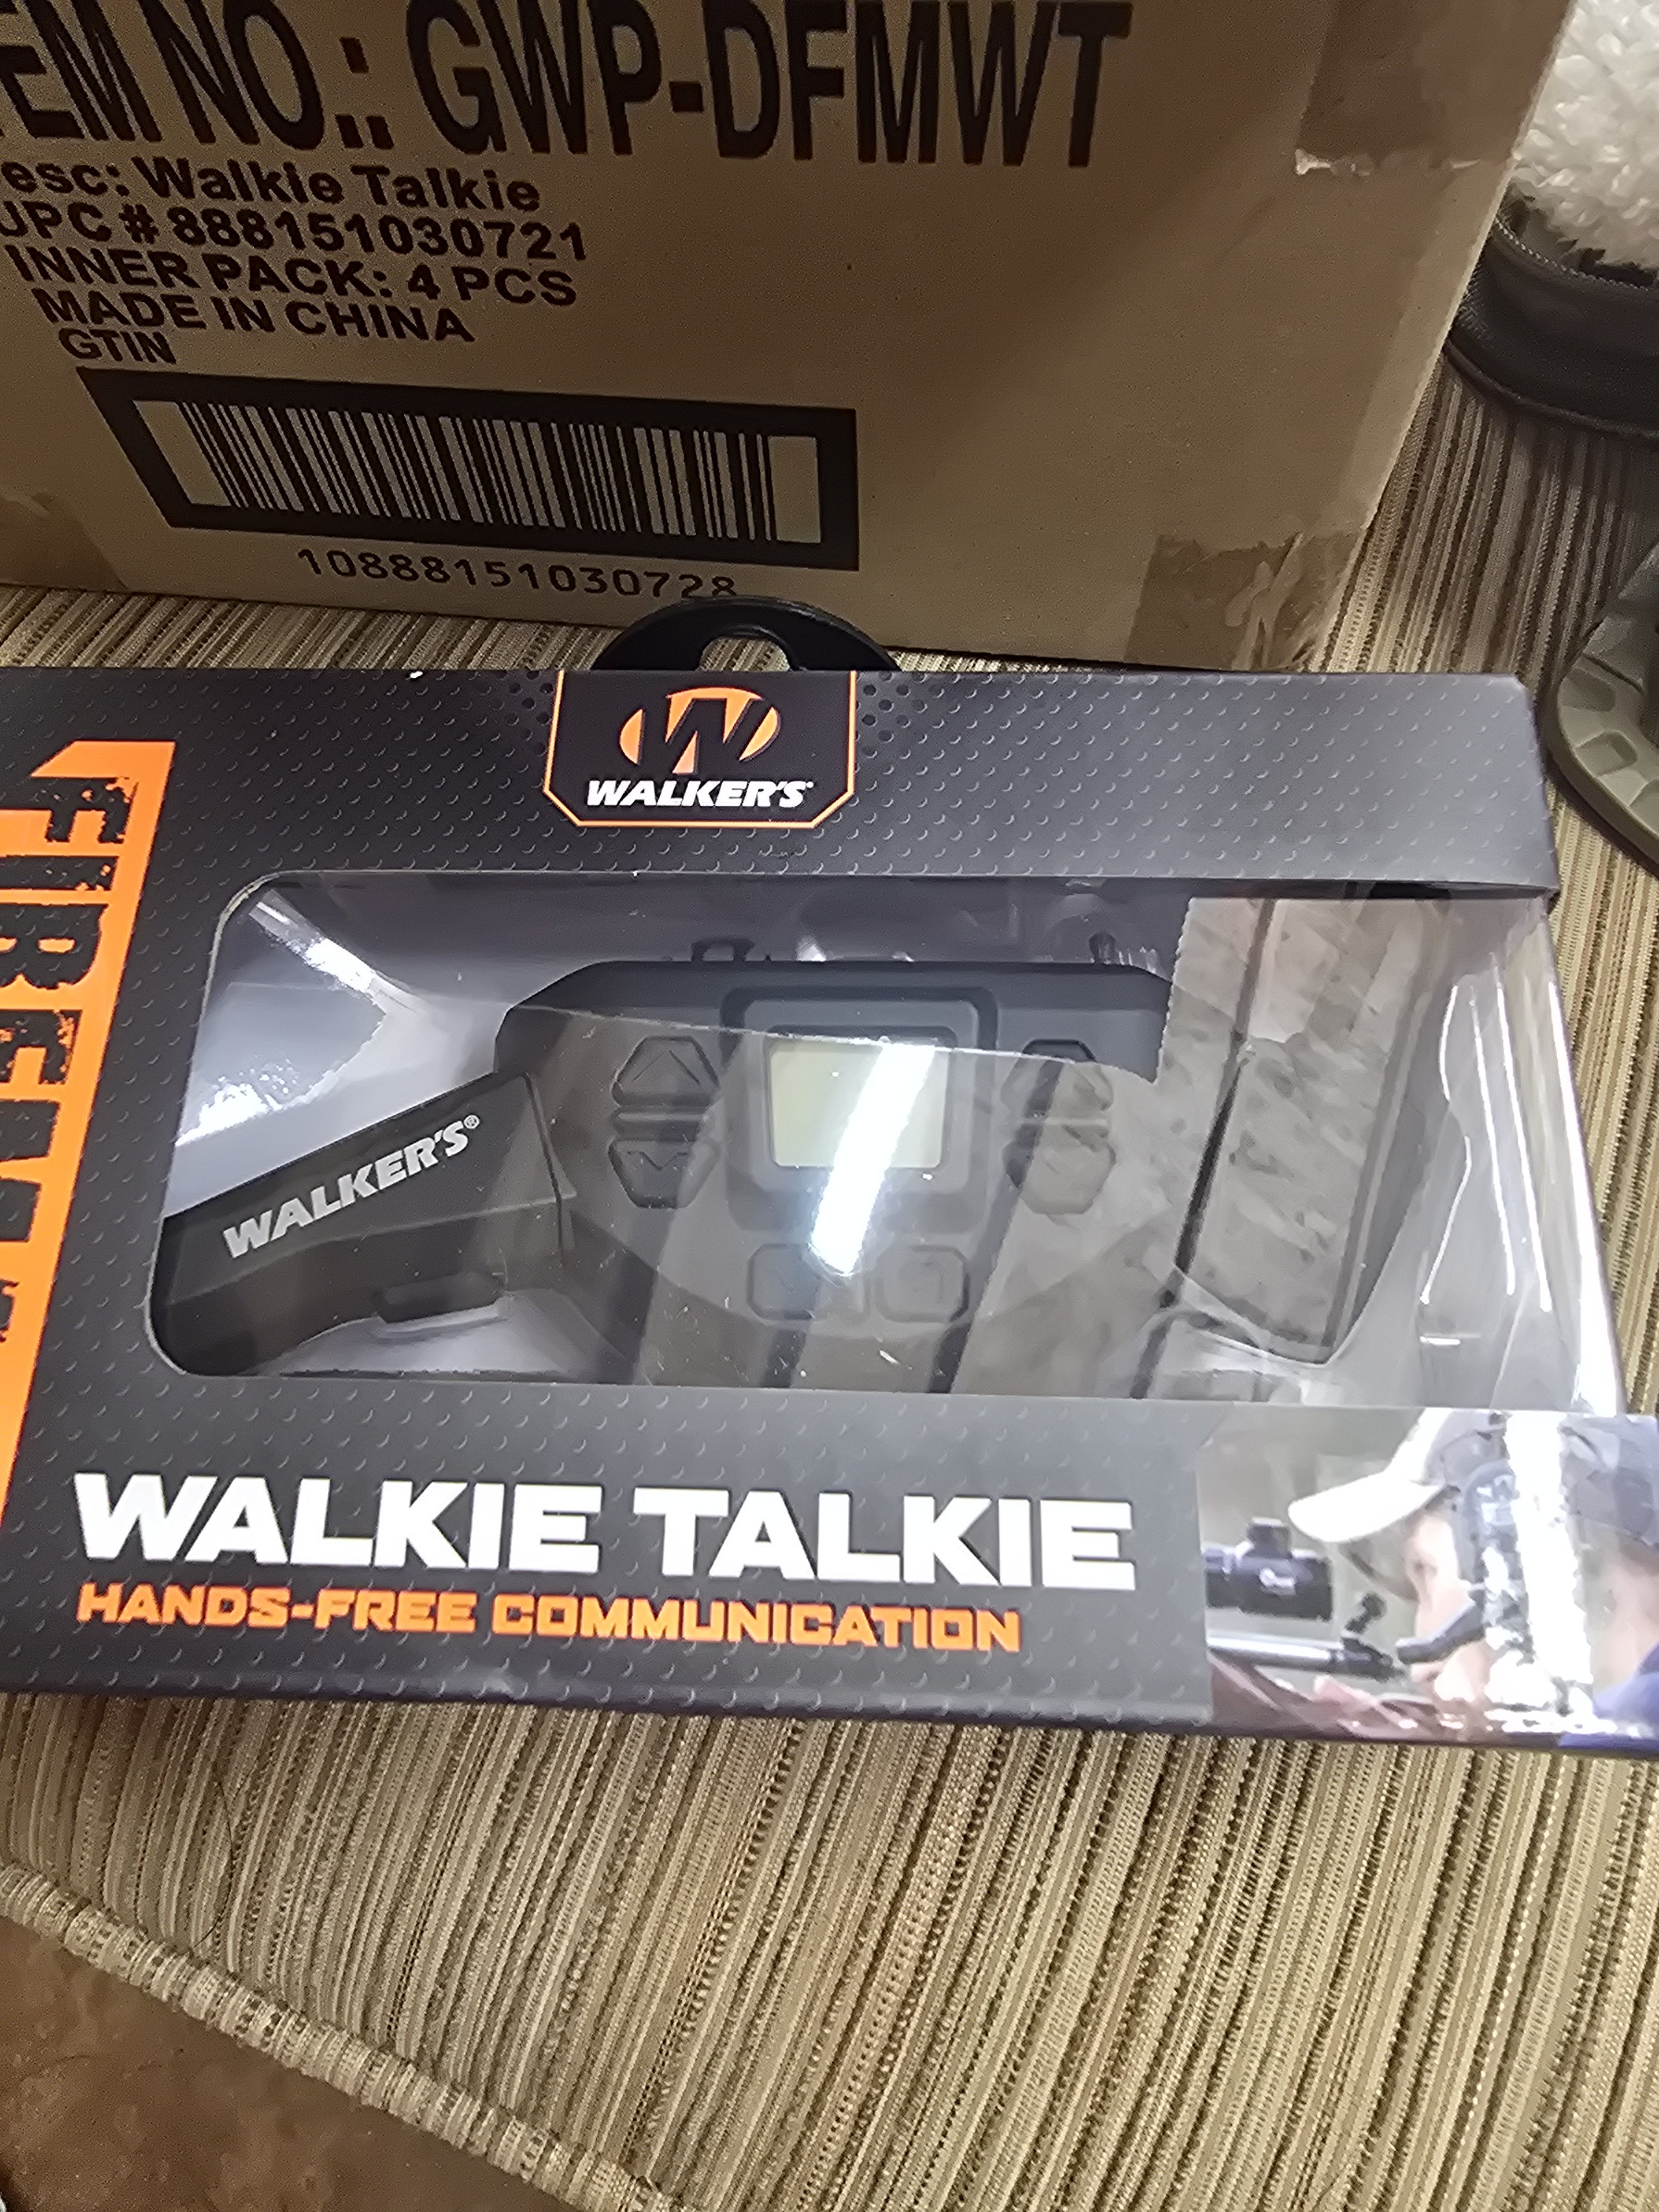 EM NO.: GWP-DFMWT
esc: Walkie Talkie
UPC # 888151030721
INNER PACK: 4 PCS
MADE IN CHINA
GTIN
10888151030728
WALKER'S
WALKER'S®
WALKIE TALKIE
HANDS-FREE COMMUNICATION